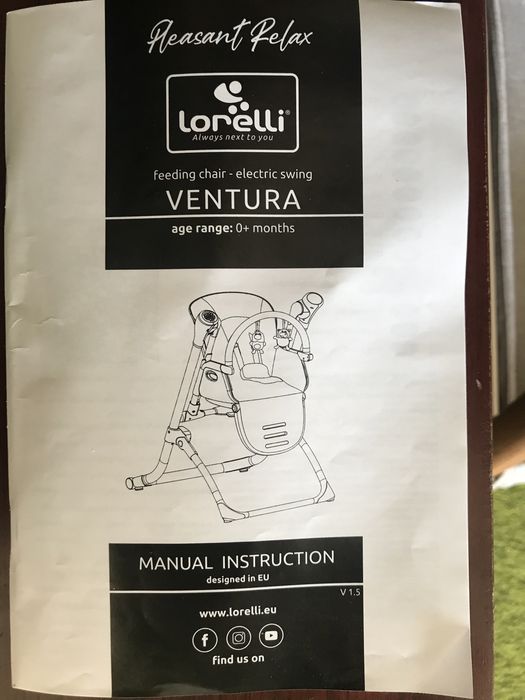 Pleasant Relax
lorelli®
Always next to you
feeding chair - electric swing
VENTURA
age range: 0+ months
MANUAL INSTRUCTION
designed in EU
V 1.5
www.lorelli.eu
find us on